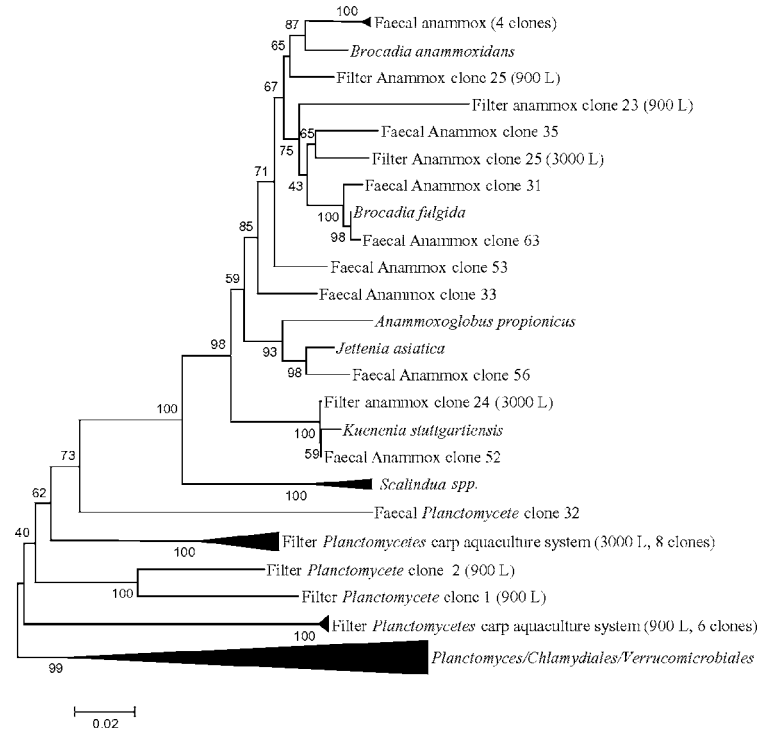 100
Faecal anammox (4 clones)
87
Brocadia anammoxidans
65
Filter Anammox clone 25 (900 L)
67
Filter anammox clone 23 (900 L)
65
Faecal Anammox clone 35
75
Filter Anammox clone 25 (3000 L)
43
Faecal Anammox clone 31
71
100
Brocadia fulgida
98
Faecal Anammox clone 63
85
Faecal Anammox clone 53
59
Faecal Anammox clone 33
Anammoxoglobus propionicus
98
93
Jettenia asiatica
98
Faecal Anammox clone 56
100
Filter anammox clone 24 (3000 L)
100
Kuenenia stuttgartiensis
59
Faecal Anammox clone 52
73
Scalindua spp.
100
62
Faecal Planctomycete clone 32
40
Filter Planctomycetes carp aquaculture system (3000 L, 8 clones)
100
Filter Planctomycete clone 2 (900 L)
100
Filter Planctomycete clone 1 (900 L)
Filter Planctomycetes carp aquaculture system (900 L, 6 clones)
100
Planctomyces/Chlamydiales/Verrucomicrobiales
99
0.02